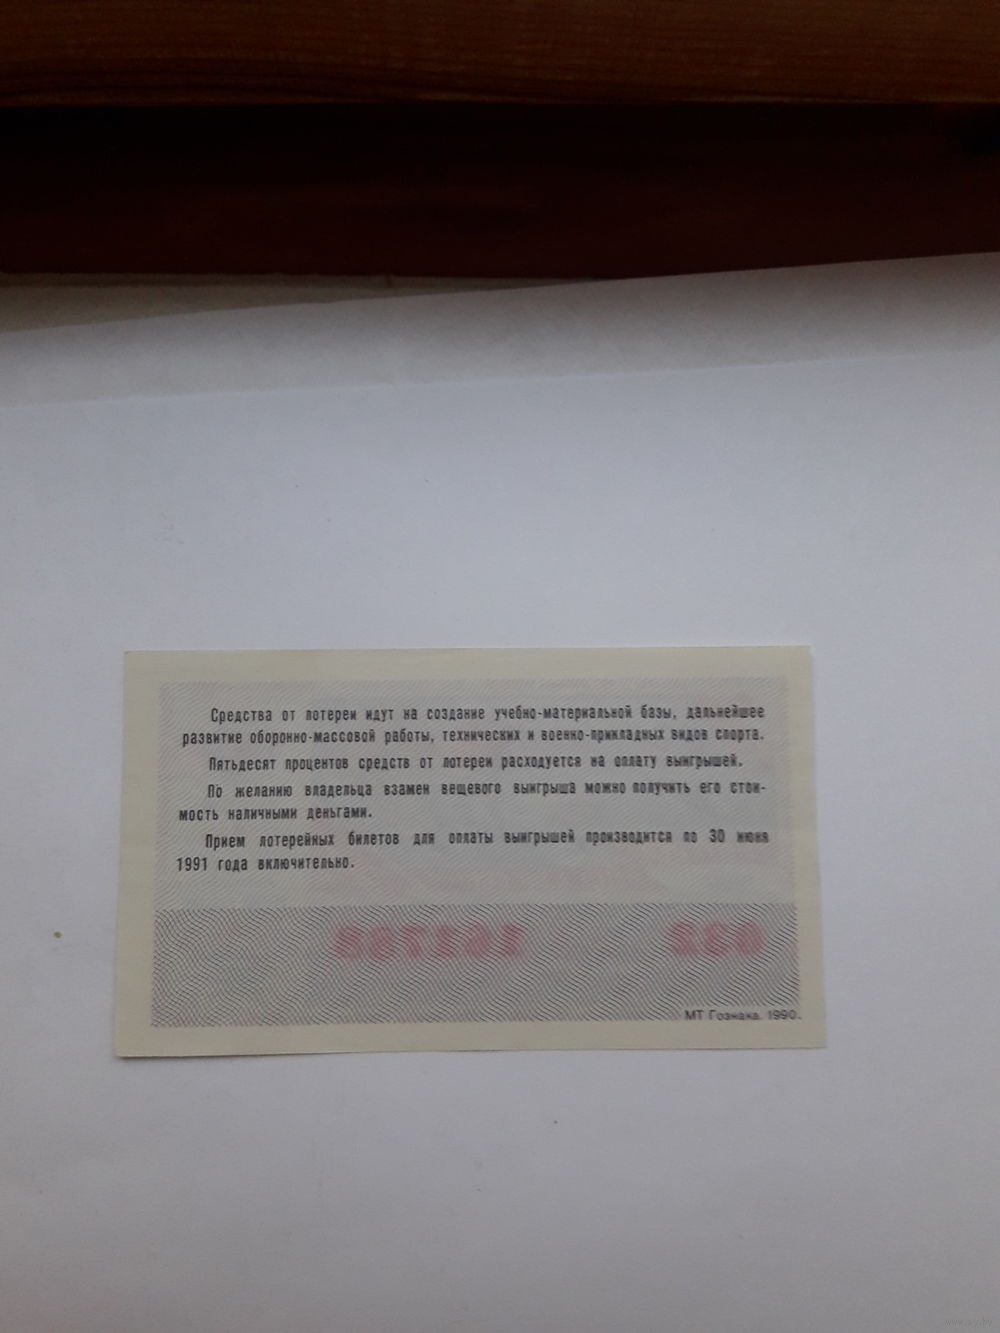 Средства от лотереи идут на создание учебно-материальной базы, дальнейшее
развитие оборонно-массовой работы, технических и военно-прикладных видов спорта.
Пятьдесят процентов средств от лотереи расходуется на оплату выигрышей.
По желанию владельца взамен вещевого выигрыша можно получить его стои-
мость наличными деньгами.
Прием лотерейных билетов для оплаты выигрышей производится по 30 июня
1991 года включительно.
МТ Гознака. 1990.